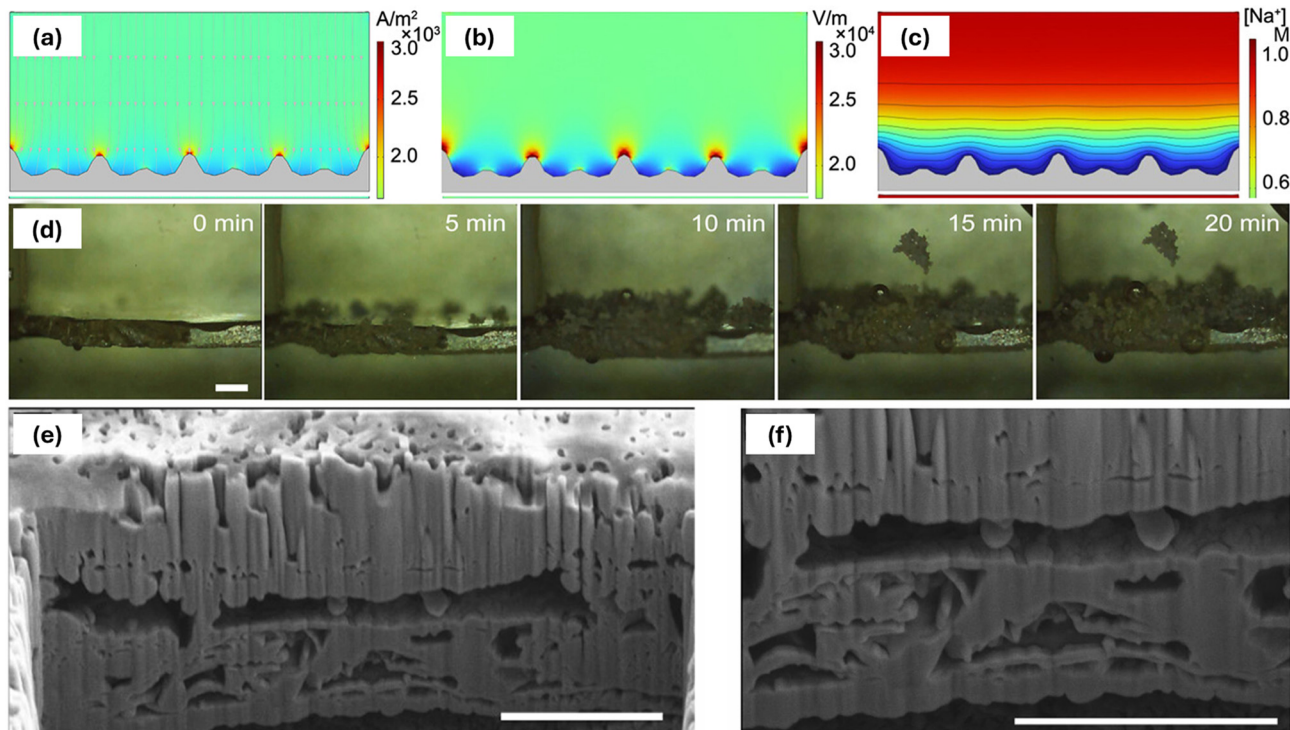 (a)
A/m²
×10³
3.0
2.5
2.0
(b)
V/m
×10⁴
3.0
2.5
2.0
(c)
[Na⁺]
M
1.0
0.8
0.6
(d)
0 min
5 min
10 min
15 min
20 min
(e)
(f)